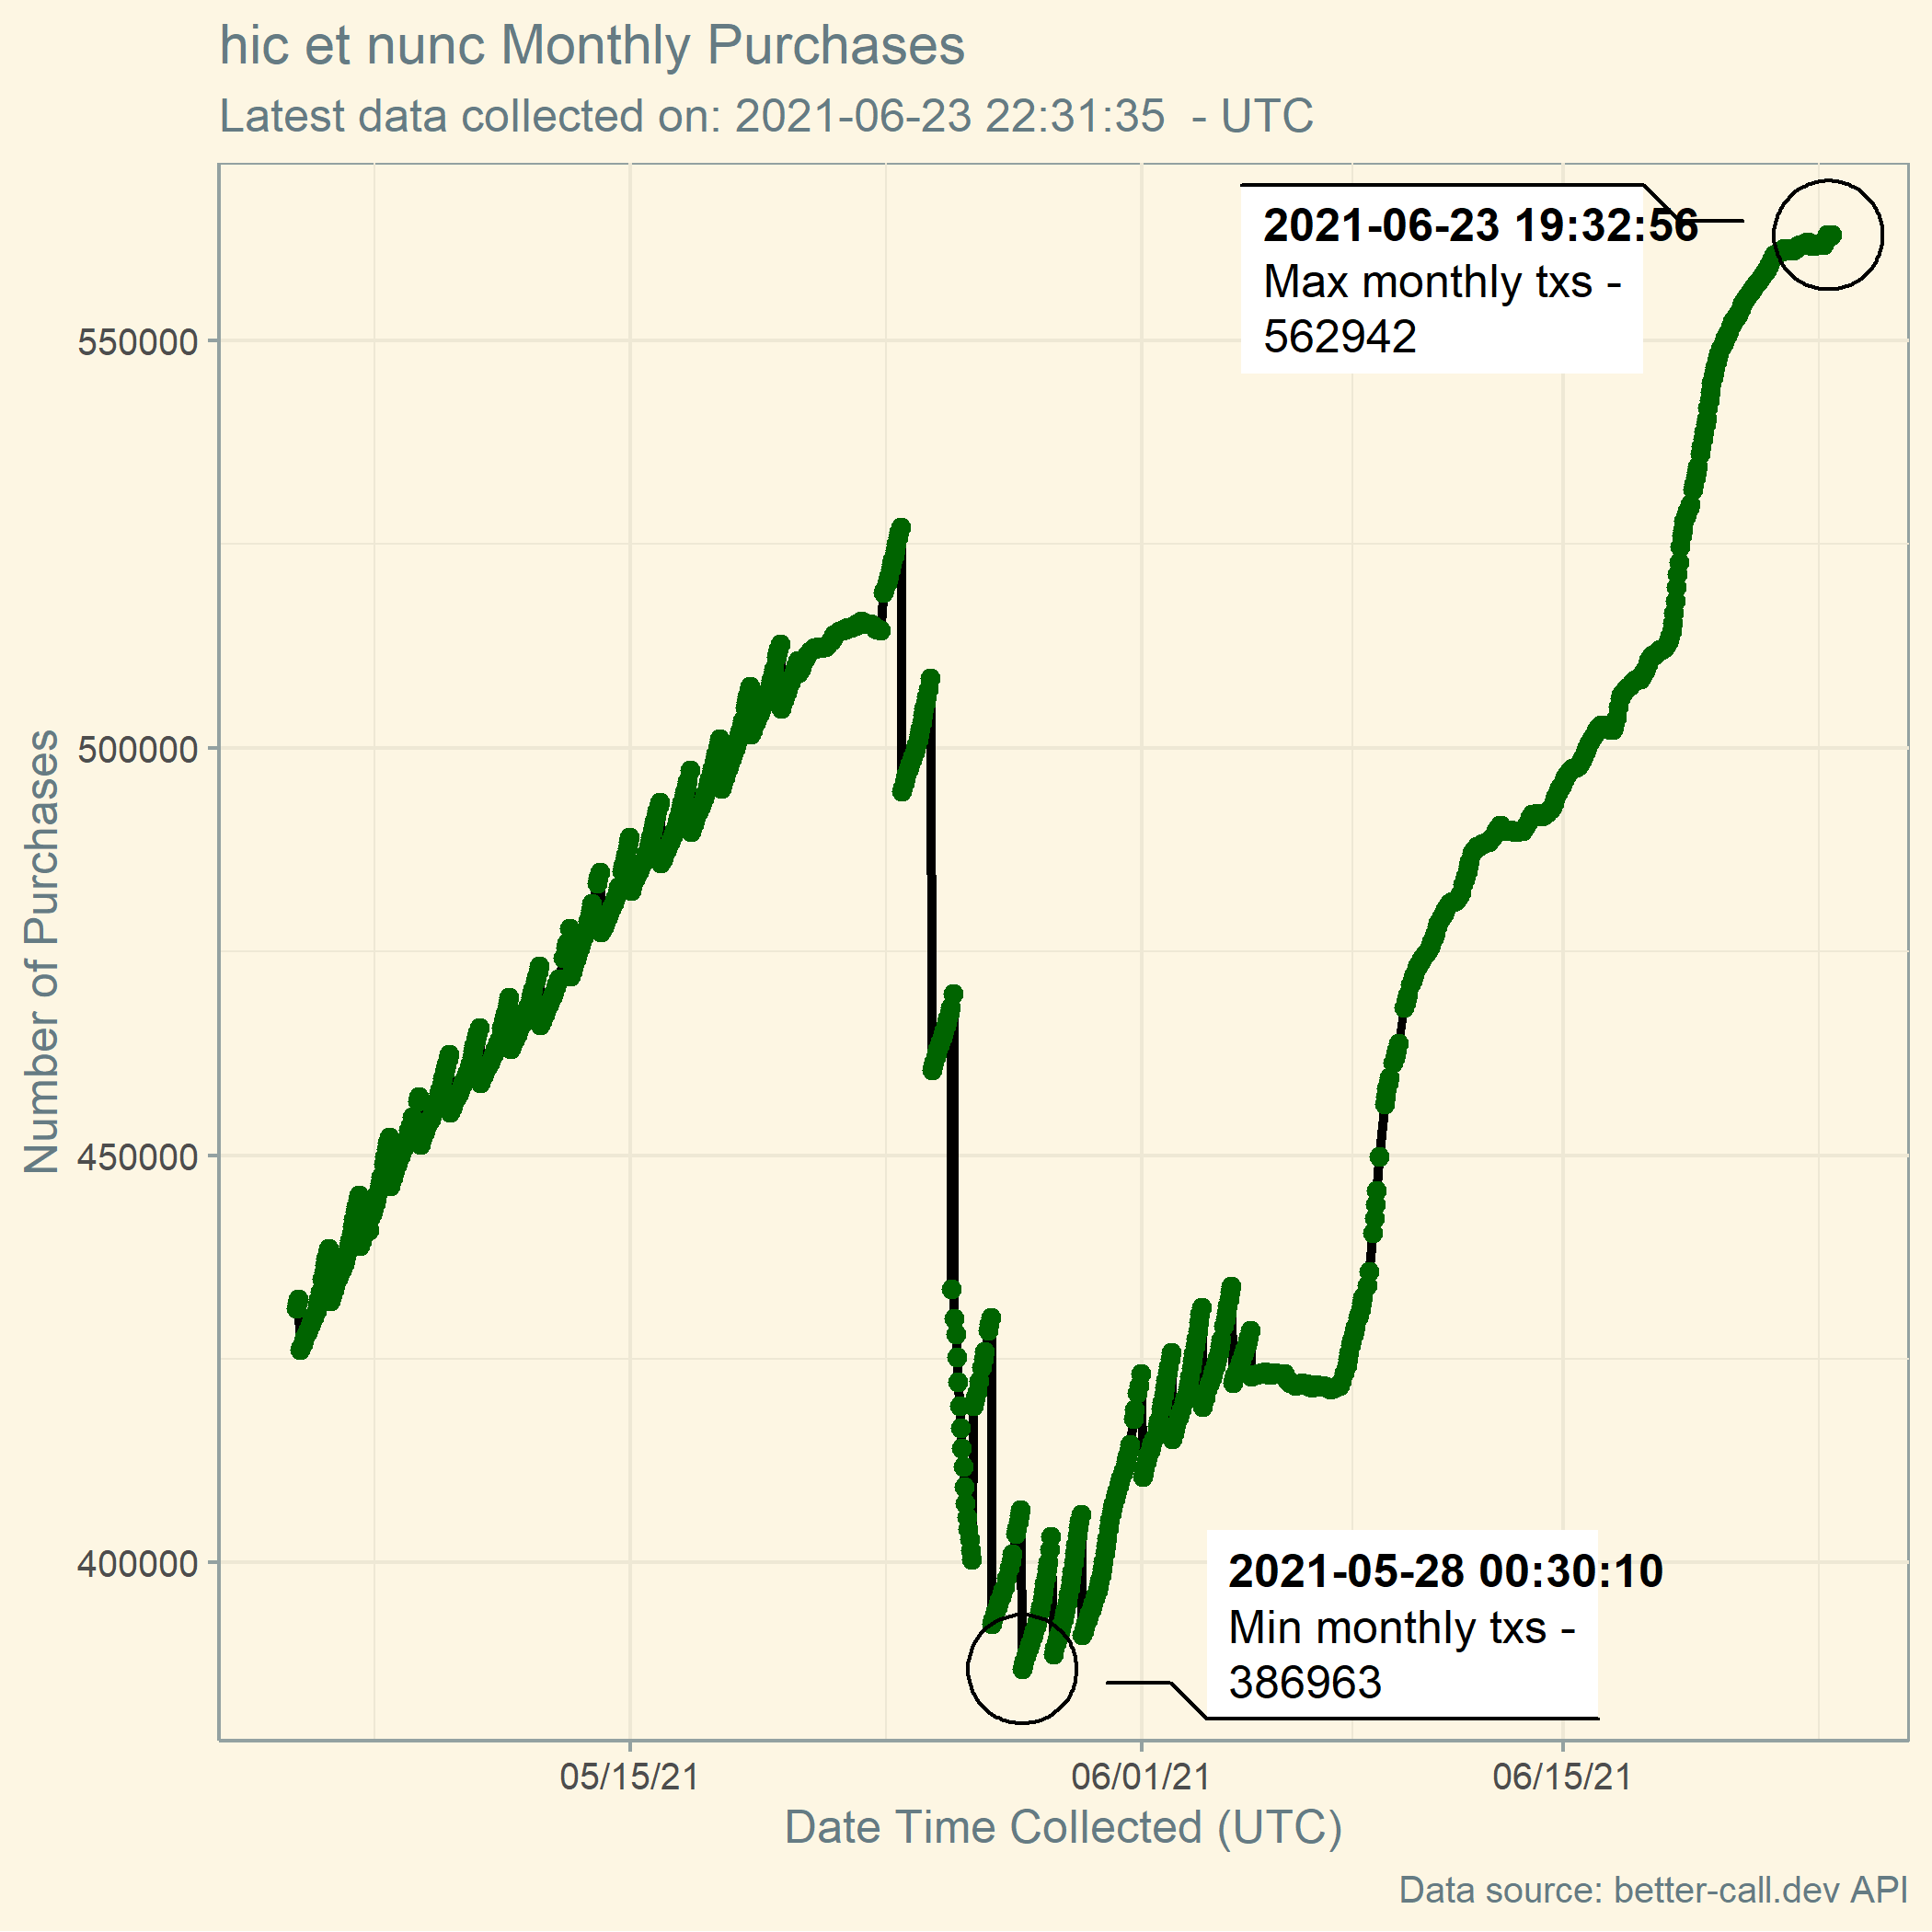 hic et nunc Monthly Purchases
Latest data collected on: 2021-06-23 22:31:35  - UTC
2021-06-23 19:32:56
Max monthly txs -
562942
550000
500000
450000
400000
Number of Purchases
2021-05-28 00:30:10
Min monthly txs -
386963
05/15/21
06/01/21
06/15/21
Date Time Collected (UTC)
Data source: better-call.dev API